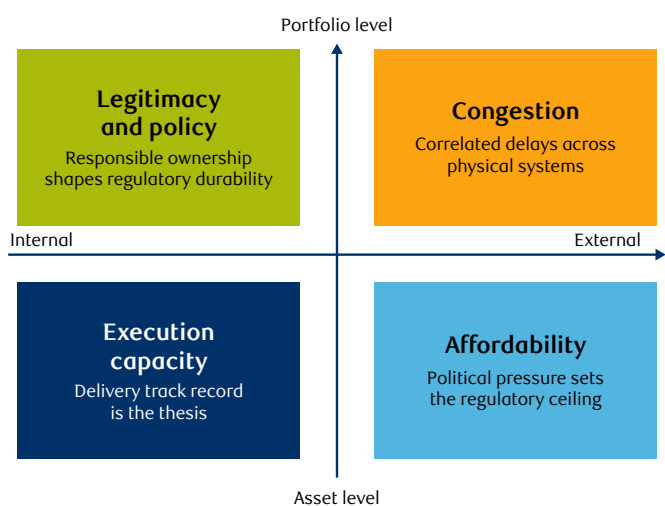 Portfolio level
Legitimacy
and policy
Responsible ownership
shapes regulatory durability
Congestion
Correlated delays across
physical systems
Internal
External
Execution
capacity
Delivery track record
is the thesis
Affordability
Political pressure sets
the regulatory ceiling
Asset level